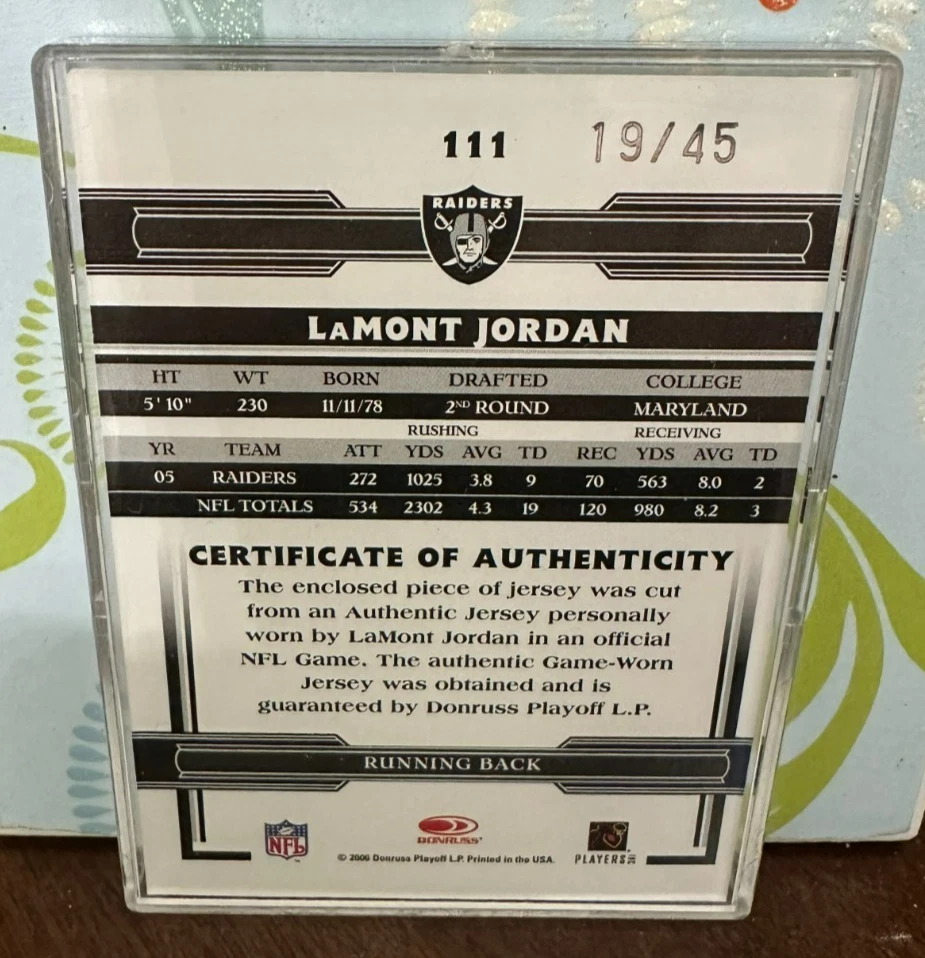 111 19/45
RAIDERS
LAMONT JORDAN
HT WT BORN DRAFTED COLLEGE
5' 10" 230 11/11/78 2ND ROUND MARYLAND
RUSHING RECEIVING
YR TEAM ATT YDS AVG TD REC YDS AVG TD
05 RAIDERS 272 1025 3.8 9 70 563 8.0 2
NFL TOTALS 534 2302 4.3 19 120 980 8.2 3
CERTIFICATE OF AUTHENTICITY
The enclosed piece of jersey was cut
from an Authentic Jersey personally
worn by LaMont Jordan in an official
NFL Game. The authentic Game-Worn
Jersey was obtained and is
guaranteed by Donruss Playoff L.P.
RUNNING BACK
NFL DONRUSS
© 2006 Donruss Playoff L.P. Printed in the USA. PLAYERS